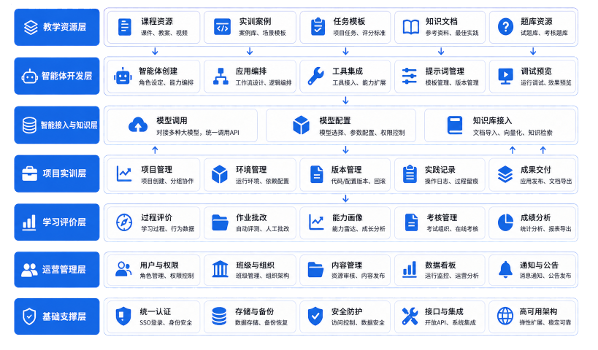 教学资源层
课程资源
课件、教案、视频
实训案例
案例库、场景模板
任务模板
项目任务、评分标准
知识文档
参考资料、最佳实践
题库资源
试题库、考核题库
智能体开发层
智能体创建
角色设定、能力编排
应用编排
工作流设计、逻辑编排
工具集成
工具接入、能力扩展
提示词管理
模板管理、版本管理
调试预览
运行调试、效果预览
智能接入与知识层
模型调用
对接多种大模型，统一调用API
模型配置
模型选择、参数配置、权限控制
知识库接入
文档导入、向量化、知识检索
项目实训层
项目管理
项目创建、分组协作
环境管理
运行环境、依赖配置
版本管理
代码/配置版本、回滚
实践记录
操作日志、过程留痕
成果交付
应用发布、文档导出
学习评价层
过程评价
学习过程、行为数据
作业批改
自动评测、人工批改
能力画像
能力雷达、成长分析
考核管理
考试组织、在线考核
成绩分析
统计分析、报表导出
运营管理层
用户与权限
角色管理、权限控制
班级与组织
班级管理、组织架构
内容管理
资源审核、内容发布
数据看板
运行监控、运营分析
通知与公告
消息通知、公告发布
基础支撑层
统一认证
SSO登录、身份安全
存储与备份
数据存储、备份恢复
安全防护
访问控制、数据安全
接口与集成
开放API、系统集成
高可用架构
弹性扩展、稳定可靠